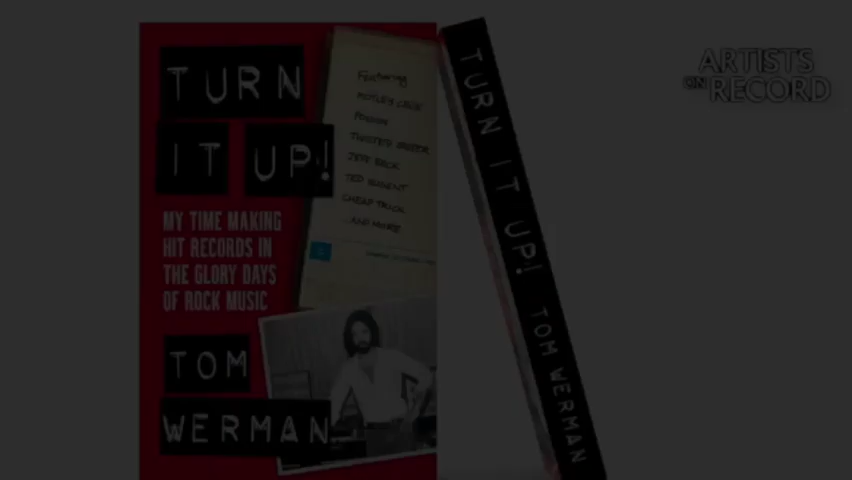 TURN
IT UP!
MY TIME MAKING
HIT RECORDS IN
THE GLORY DAYS
OF ROCK MUSIC
TOM
WERMAN
Featuring
MOTLEY CRUE
POISON
TWISTED SISTER
JEFF BECK
TED NUGENT
CHEAP TRICK
...AND MORE
TURN IT UP! TOM WERMAN
ARTISTS
ON RECORD